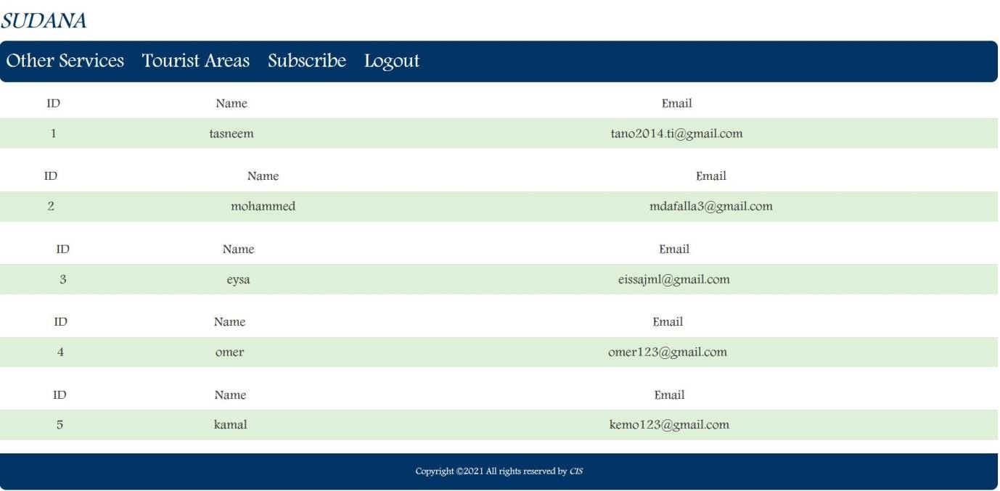 SUDANA
Other Services Tourist Areas Subscribe Logout
ID Name Email
1 tasneem tano2014.ti@gmail.com
ID Name Email
2 mohammed mdafalla3@gmail.com
ID Name Email
3 eysa eissajml@gmail.com
ID Name Email
4 omer omer123@gmail.com
ID Name Email
5 kamal kemo123@gmail.com
Copyright ©2021 All rights reserved by CIS